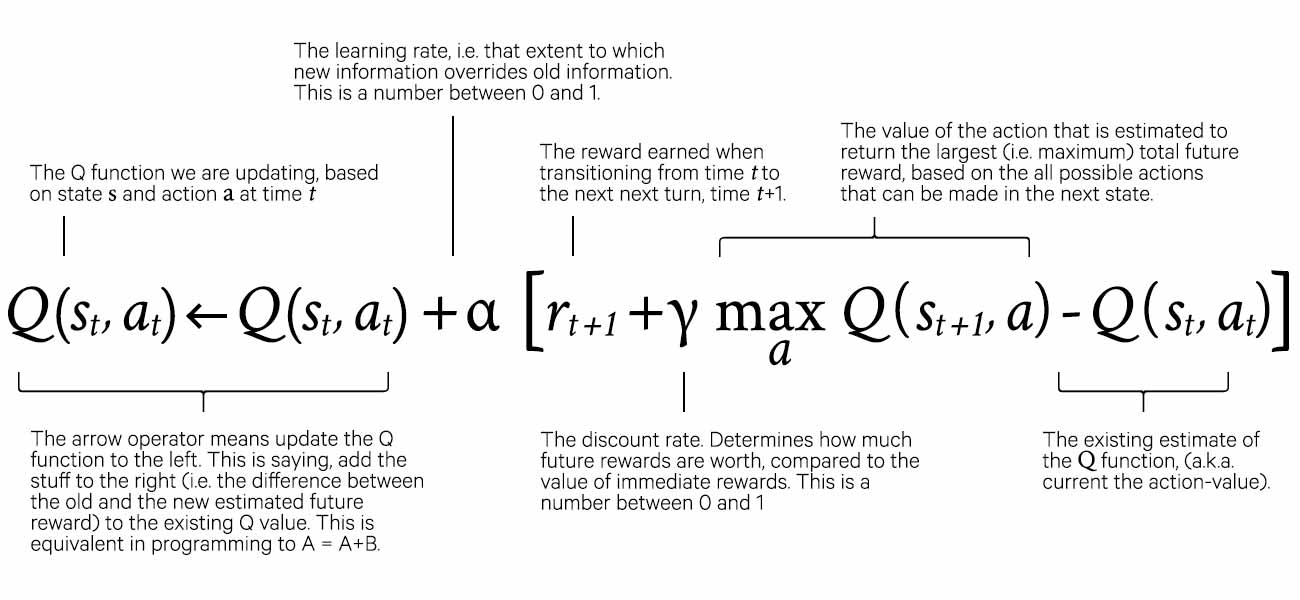 The learning rate, i.e. that extent to which
new information overrides old information.
This is a number between 0 and 1.
The Q function we are updating, based
on state s and action a at time t
The reward earned when
transitioning from time t to
the next next turn, time t+1.
The value of the action that is estimated to
return the largest (i.e. maximum) total future
reward, based on the all possible actions
that can be made in the next state.
Q(sₜ, aₜ) ← Q(sₜ, aₜ) + α [rₜ₊₁ + γ max Q(sₜ₊₁, a) - Q(sₜ, aₜ)]
a
The arrow operator means update the Q
function to the left. This is saying, add the
stuff to the right (i.e. the difference between
the old and the new estimated future
reward) to the existing Q value. This is
equivalent in programming to A = A+B.
The discount rate. Determines how much
future rewards are worth, compared to the
value of immediate rewards. This is a
number between 0 and 1
The existing estimate of
the Q function, (a.k.a.
current the action-value).